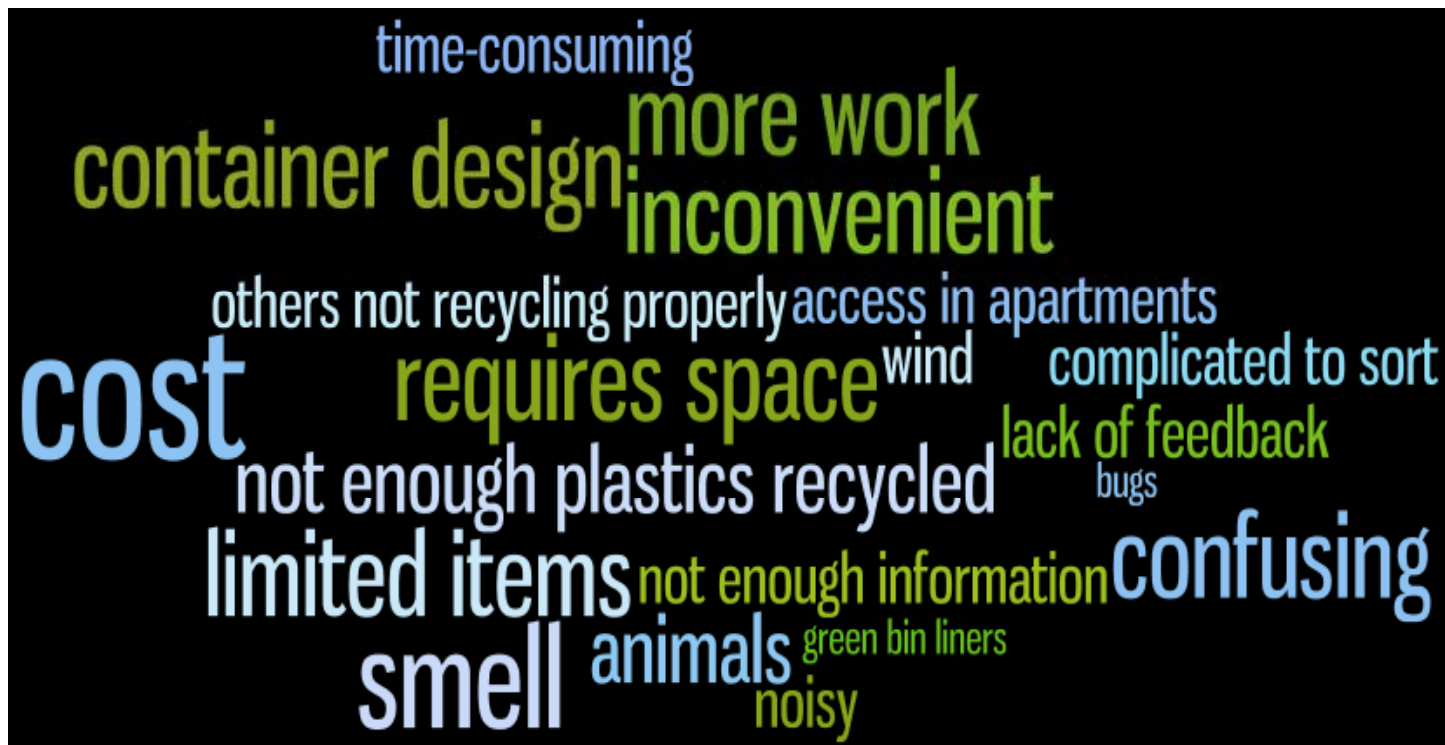 time-consuming
more work
container design
inconvenient
others not recycling properly
access in apartments
cost
requires space
wind
complicated to sort
lack of feedback
not enough plastics recycled
bugs
limited items
not enough information
confusing
smell
animals
green bin liners
noisy